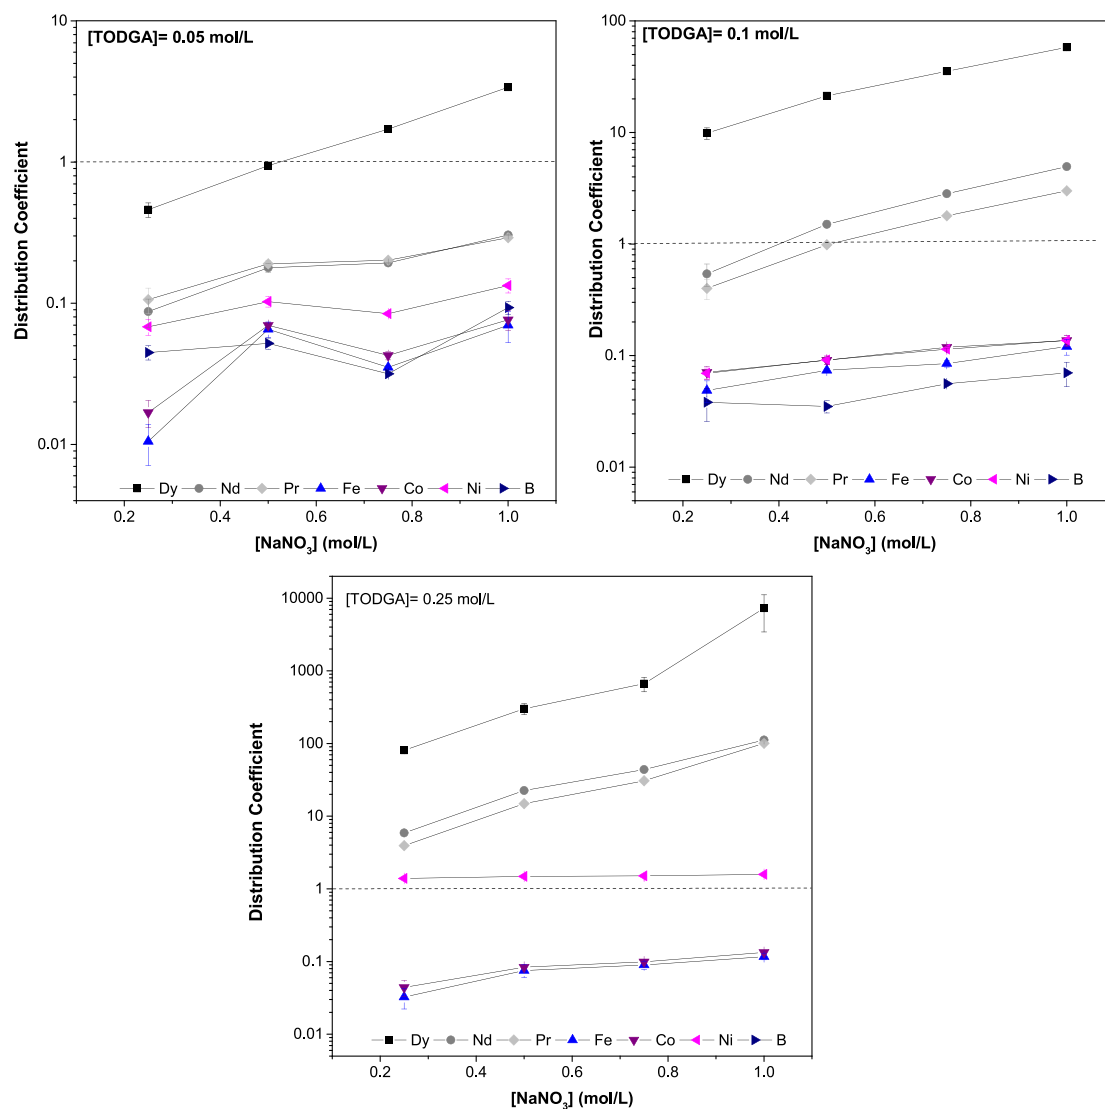 [TODGA]= 0.05 mol/L
Distribution Coefficient
10
1
0.1
0.01
Dy Nd Pr Fe Co Ni B
0.2 0.4 0.6 0.8 1.0
[NaNO₃] (mol/L)
[TODGA]= 0.1 mol/L
Distribution Coefficient
100
10
1
0.1
0.01
Dy Nd Pr Fe Co Ni B
0.2 0.4 0.6 0.8 1.0
[NaNO₃] (mol/L)
[TODGA]= 0.25 mol/L
Distribution Coefficient
10000
1000
100
10
1
0.1
0.01
Dy Nd Pr Fe Co Ni B
0.2 0.4 0.6 0.8 1.0
[NaNO₃] (mol/L)